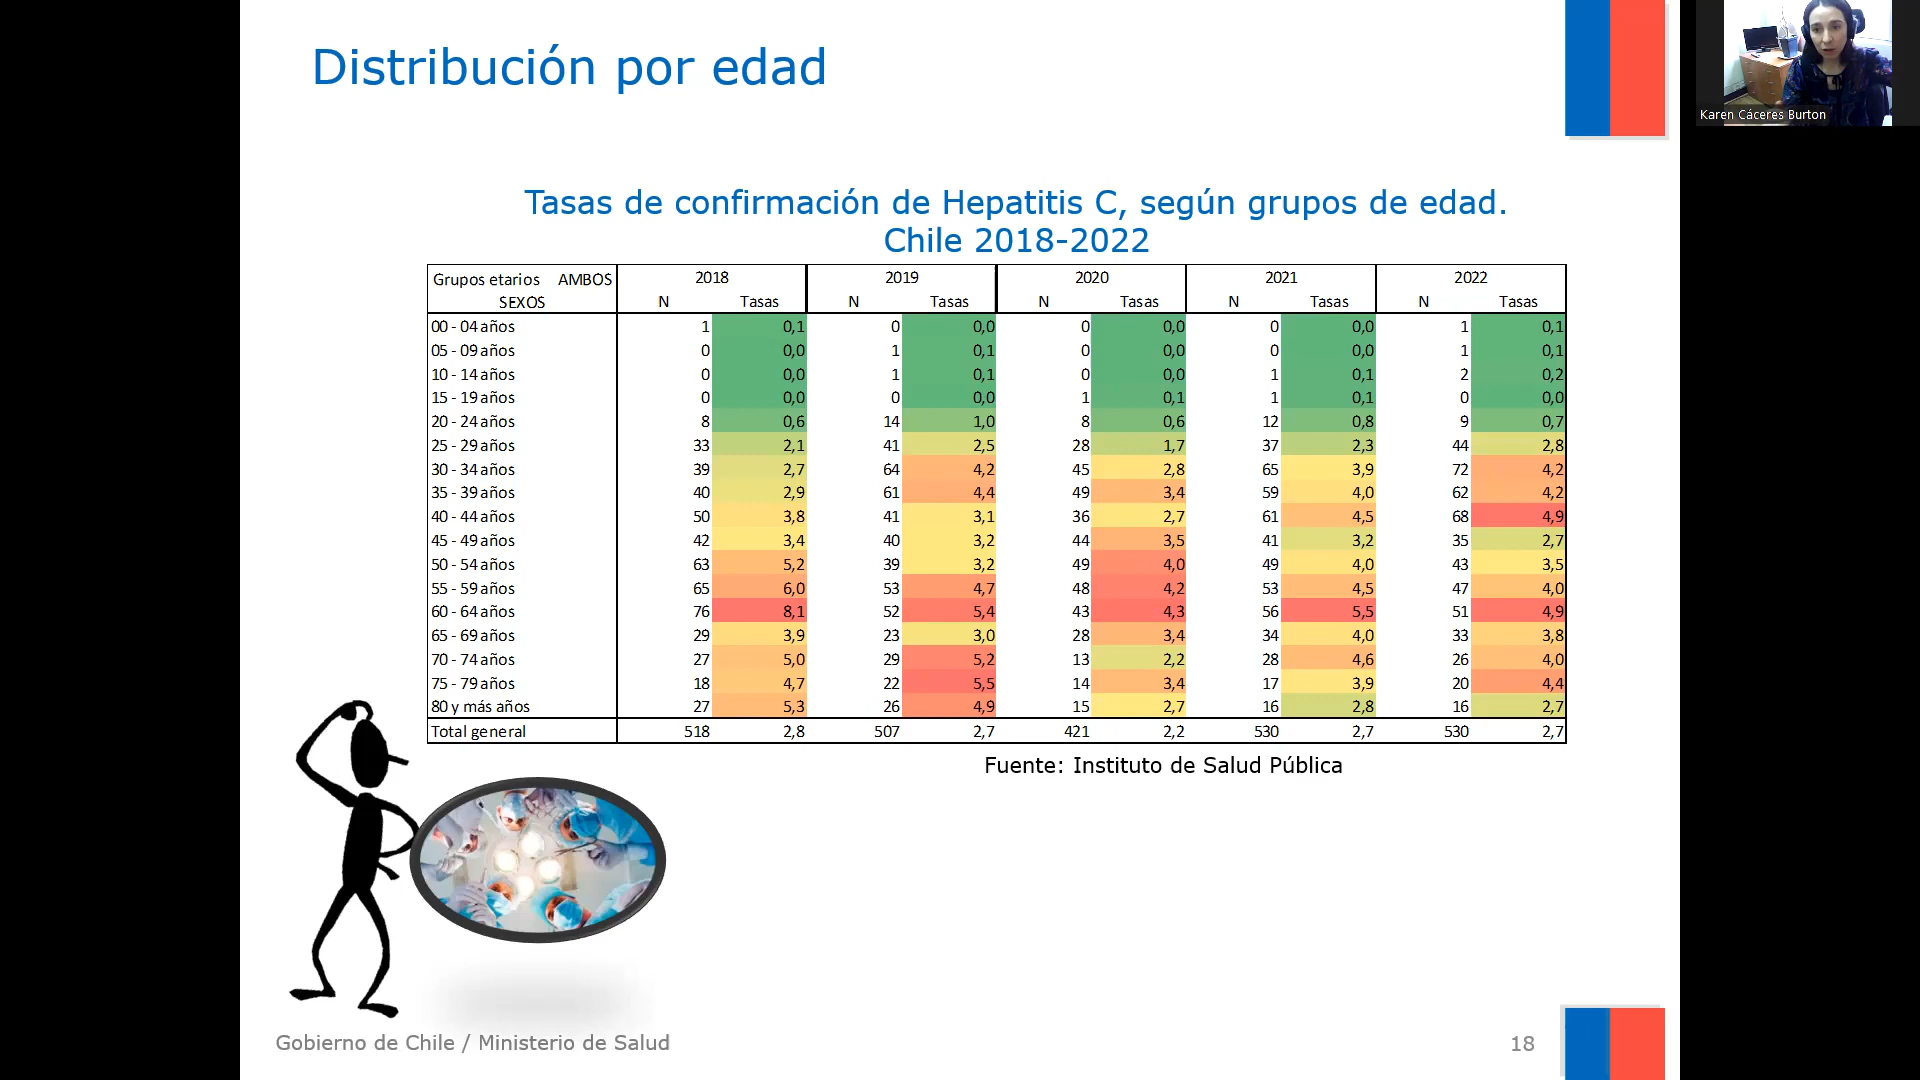 Distribución por edad
Karen Cáceres Burton
Tasas de confirmación de Hepatitis C, según grupos de edad.
Chile 2018-2022
Grupos etarios AMBOS SEXOS 2018 2019 2020 2021 2022
N Tasas N Tasas N Tasas N Tasas N Tasas
00 - 04 años 1 0,1 0 0,0 0 0,0 0 0,0 1 0,1
05 - 09 años 0 0,0 1 0,1 0 0,0 0 0,0 1 0,1
10 - 14 años 0 0,0 1 0,1 0 0,0 1 0,1 2 0,2
15 - 19 años 0 0,0 0 0,0 1 0,1 1 0,1 0 0,0
20 - 24 años 8 0,6 14 1,0 8 0,6 12 0,8 9 0,7
25 - 29 años 33 2,1 41 2,5 28 1,7 37 2,3 44 2,8
30 - 34 años 39 2,7 64 4,2 45 2,8 65 3,9 72 4,2
35 - 39 años 40 2,9 61 4,4 49 3,4 59 4,0 62 4,2
40 - 44 años 50 3,8 41 3,1 36 2,7 61 4,5 68 4,9
45 - 49 años 42 3,4 40 3,2 44 3,5 41 3,2 35 2,7
50 - 54 años 63 5,2 39 3,2 49 4,0 49 4,0 43 3,5
55 - 59 años 65 6,0 53 4,7 48 4,2 53 4,5 47 4,0
60 - 64 años 76 8,1 52 5,4 43 4,3 56 5,5 51 4,9
65 - 69 años 29 3,9 23 3,0 28 3,4 34 4,0 33 3,8
70 - 74 años 27 5,0 29 5,2 13 2,2 28 4,6 26 4,0
75 - 79 años 18 4,7 22 5,5 14 3,4 17 3,9 20 4,4
80 y más años 27 5,3 26 4,9 15 2,7 16 2,8 16 2,7
Total general 518 2,8 507 2,7 421 2,2 530 2,7 530 2,7
Fuente: Instituto de Salud Pública
Gobierno de Chile / Ministerio de Salud
18